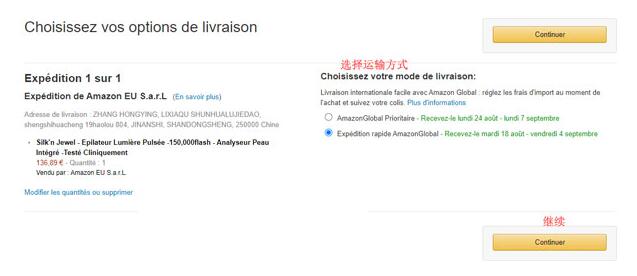 Choisissez vos options de livraison
Continuer
选择运输方式
Expédition 1 sur 1
Expédition de Amazon EU S.a.r.L (En savoir plus)
Adresse de livraison : ZHANG HONGYING, LIXIAQU SHUNHUALUJIEDAO,
shengshihuacheng 19haolou 804, JINANSHI, SHANDONGSHENG, 250000 Chine
Silk'n Jewel - Epilateur Lumière Pulsée -150,000flash - Analyseur Peau
Intégré -Testé Cliniquement
136,89 € - Quantité : 1
Vendu par : Amazon EU S.a.r.L.
Modifier les quantités ou supprimer
Choisissez votre mode de livraison:
Livraison internationale facile avec Amazon Global : réglez les frais d'import au moment de
l'achat et suivez votre colis. Plus d'informations
AmazonGlobal Prioritaire - Recevez-le lundi 24 août - lundi 7 septembre
Expédition rapide AmazonGlobal - Recevez-le mardi 18 août - vendredi 4 septembre
继续
Continuer